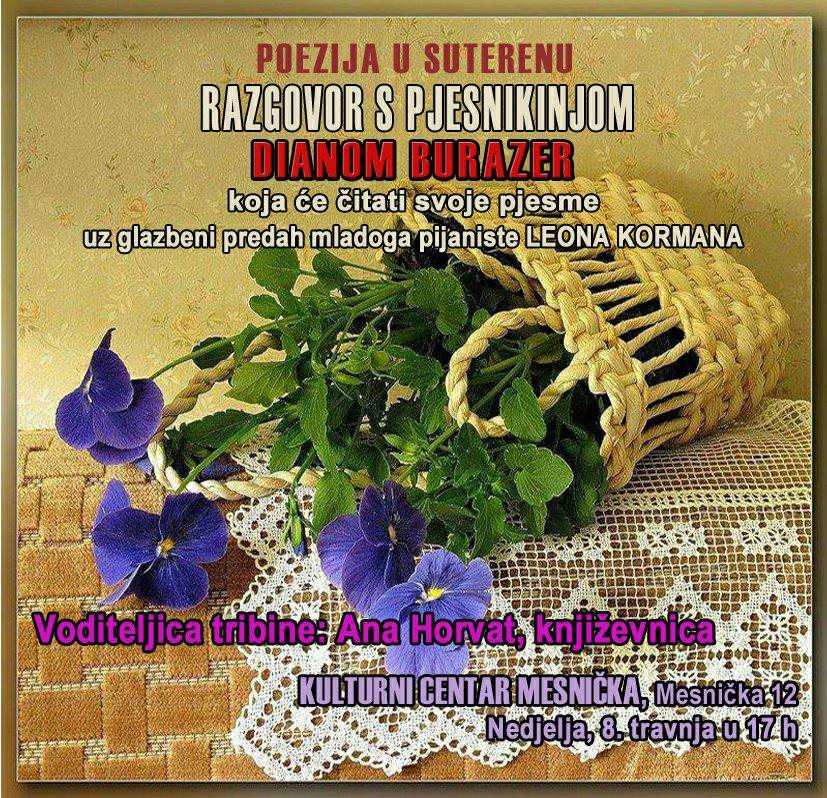 POEZIJA U SUTERENU
RAZGOVOR S PJESNIKINJOM
DIANOM BURAZER
koja će čitati svoje pjesme
uz glazbeni predah mladoga pijaniste LEONA KORMANA
Voditeljica tribine: Ana Horvat, književnica
KULTURNI CENTAR MESNIČKA, Mesnička 12
Nedjelja, 8. travnja u 17 h